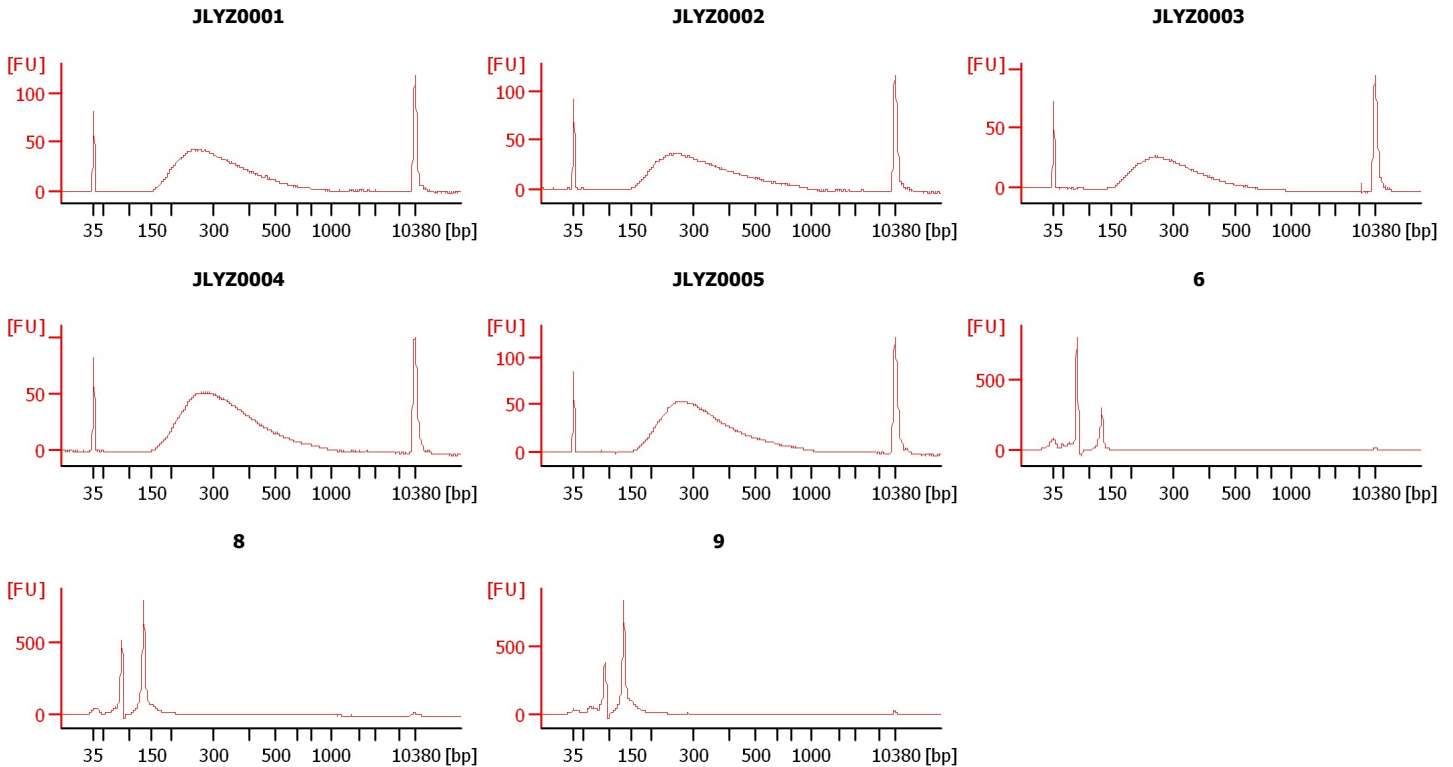 JLYZ0001 JLYZ0002 JLYZ0003
[FU] [FU] [FU]
100 100
50 50 50
0 0 0
35 150 300 500 1000 10380 [bp] 35 150 300 500 1000 10380 [bp] 35 150 300 500 1000 10380 [bp]
JLYZ0004 JLYZ0005 6
[FU] [FU] [FU]
100
50 50 500
0 0 0
35 150 300 500 1000 10380 [bp] 35 150 300 500 1000 10380 [bp] 35 150 300 500 1000 10380 [bp]
8 9
[FU] [FU]
500 500
0 0
35 150 300 500 1000 10380 [bp] 35 150 300 500 1000 10380 [bp]